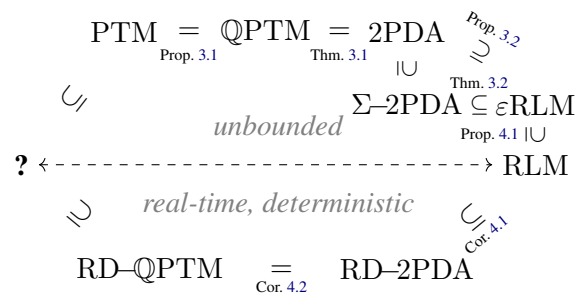 PTM = ℚPTM = 2PDA
Prop. 3.1 Thm. 3.1 Prop. 3.2
⊆ ⊇
Thm. 3.2
Σ–2PDA ⊆ εRLM
unbounded Prop. 4.1 ⊇
? RLM
real-time, deterministic
⊇ ⊆ Cor. 4.1
RD–ℚPTM = RD–2PDA
Cor. 4.2